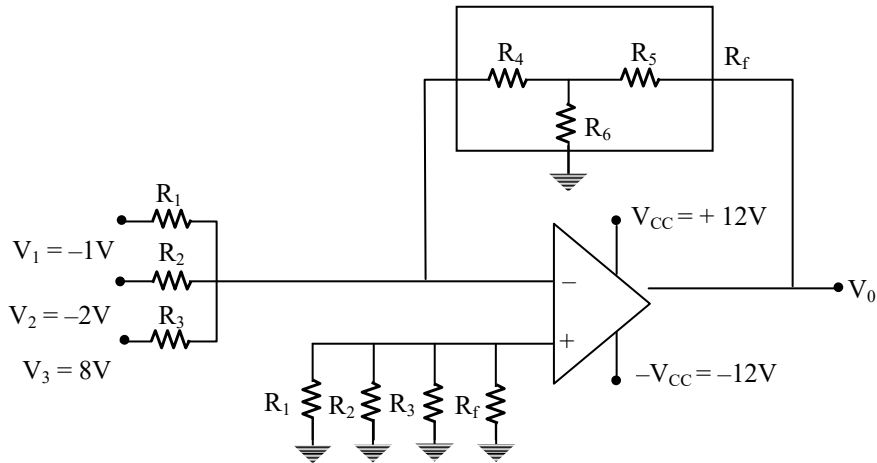 R4 R5 Rf
R6
R1
VCC = + 12V
V1 = –1V
R2
–
V0
V2 = –2V
R3
+
V3 = 8V
–VCC = –12V
R1 R2 R3 Rf